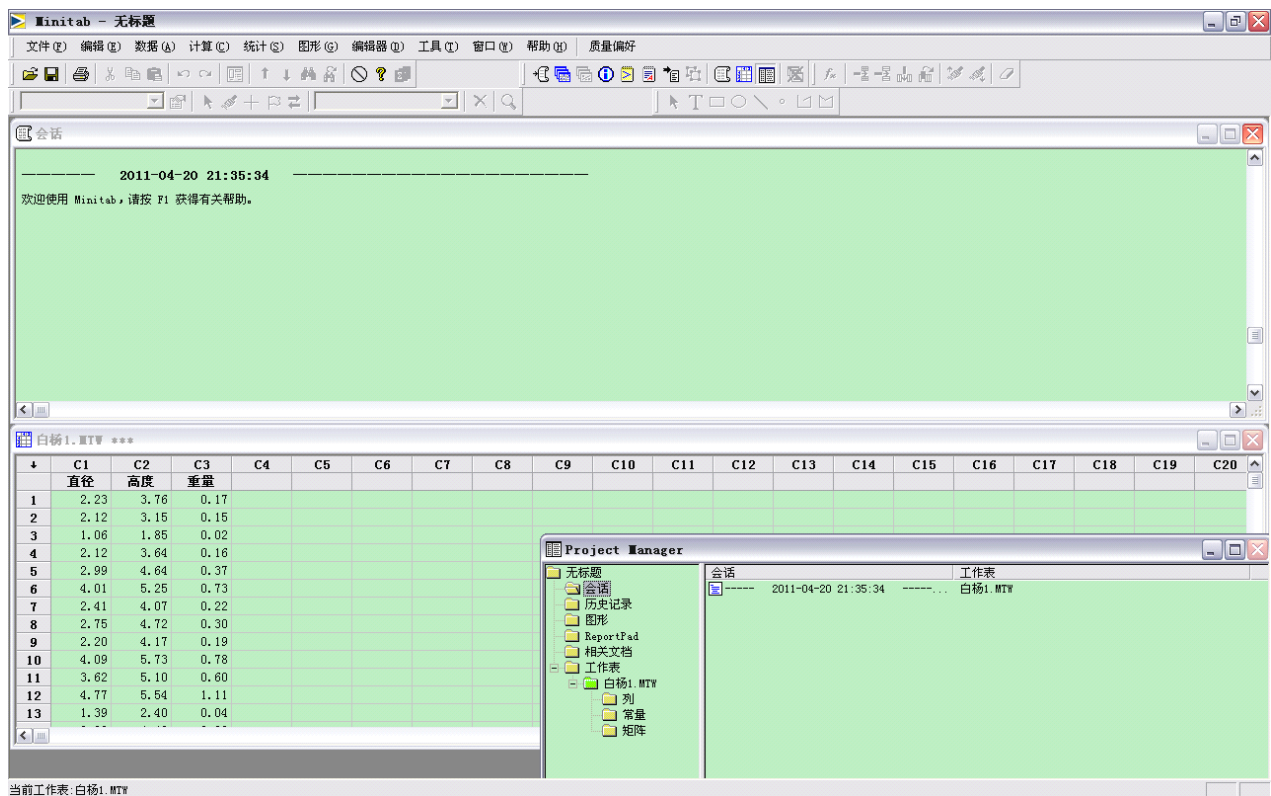 Minitab - 无标题
文件(F) 编辑(E) 数据(A) 计算(C) 统计(S) 图形(G) 编辑器(D) 工具(T) 窗口(W) 帮助(H) 质量偏好
会话
————— 2011-04-20 21:35:34 ————————————————————
欢迎使用 Minitab,请按 F1 获得有关帮助。
白杨1.MTW ***
↓ C1 C2 C3 C4 C5 C6 C7 C8 C9 C10 C11 C12 C13 C14 C15 C16 C17 C18 C19 C20
直径 高度 重量
1 2.23 3.76 0.17
2 2.12 3.15 0.15
3 1.06 1.85 0.02
4 2.12 3.64 0.16
5 2.99 4.64 0.37
6 4.01 5.25 0.73
7 2.41 4.07 0.22
8 2.75 4.72 0.30
9 2.20 4.17 0.19
10 4.09 5.73 0.78
11 3.62 5.10 0.60
12 4.77 5.54 1.11
13 1.39 2.40 0.04
Project Manager
无标题
会话
历史记录
图形
ReportPad
相关文档
工作表
白杨1.MTW
列
常量
矩阵
会话 工作表
----- 2011-04-20 21:35:34 -----... 白杨1.MTW
当前工作表:白杨1.MTW